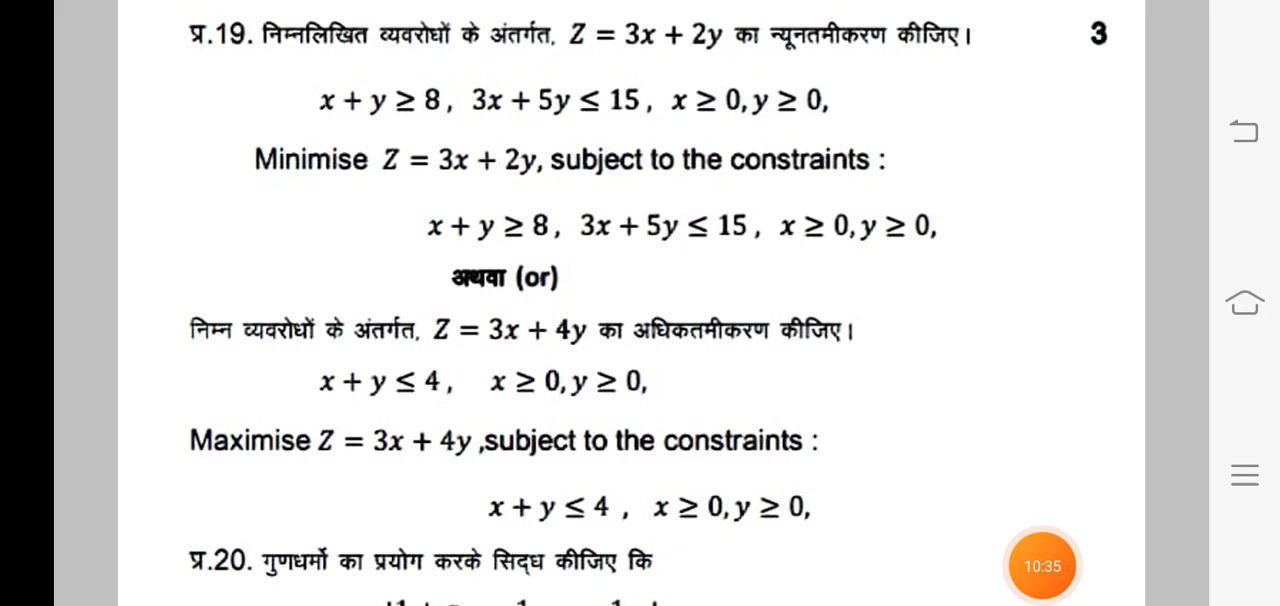 प्र.19. निम्नलिखित व्यवरोधों के अंतर्गत, Z = 3x + 2y का न्यूनतमीकरण कीजिए। 3
x + y ≥ 8, 3x + 5y ≤ 15, x ≥ 0, y ≥ 0,
Minimise Z = 3x + 2y, subject to the constraints :
x + y ≥ 8, 3x + 5y ≤ 15, x ≥ 0, y ≥ 0,
अथवा (or)
निम्न व्यवरोधों के अंतर्गत, Z = 3x + 4y का अधिकतमीकरण कीजिए।
x + y ≤ 4, x ≥ 0, y ≥ 0,
Maximise Z = 3x + 4y ,subject to the constraints :
x + y ≤ 4 , x ≥ 0, y ≥ 0,
प्र.20. गुणधर्मो का प्रयोग करके सिद्ध कीजिए कि
10:35